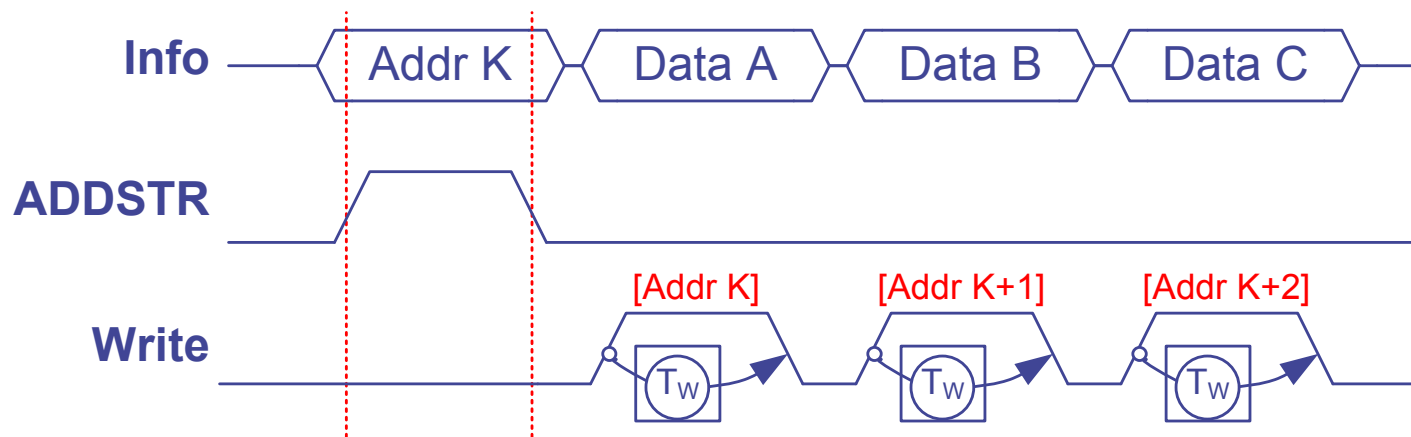 Info Addr K Data A Data B Data C
ADDSTR
[Addr K] [Addr K+1] [Addr K+2]
Write
TW TW TW